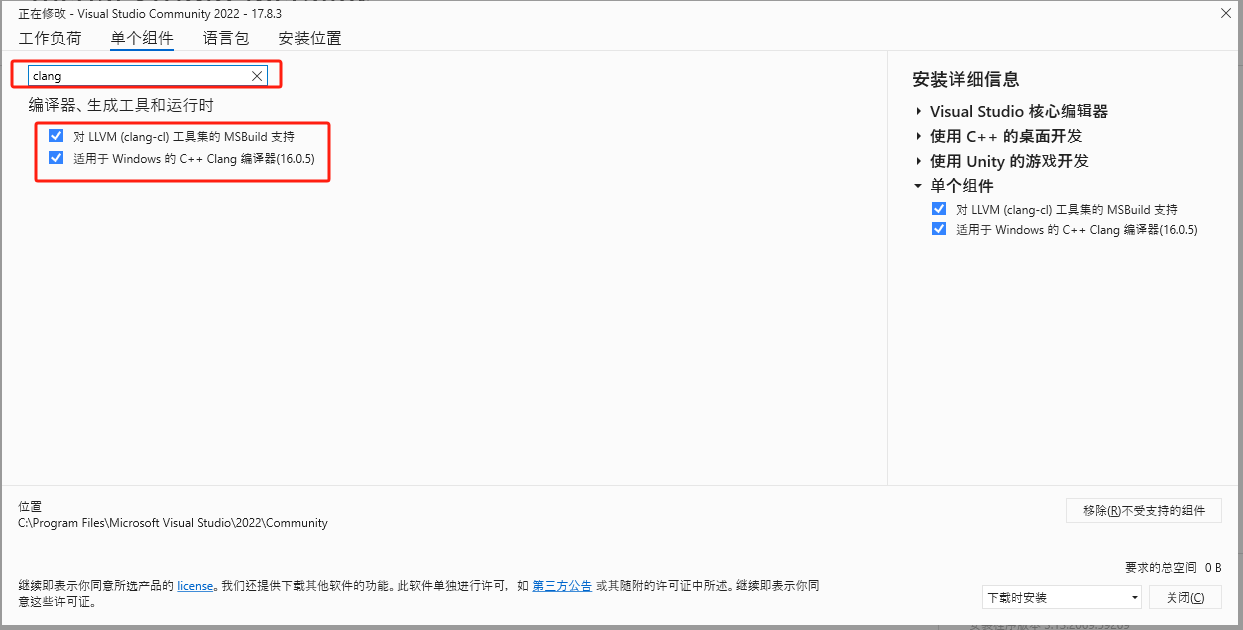 正在修改 - Visual Studio Community 2022 - 17.8.3
工作负荷 单个组件 语言包 安装位置
clang
编译器、生成工具和运行时
对 LLVM (clang-cl) 工具集的 MSBuild 支持
适用于 Windows 的 C++ Clang 编译器(16.0.5)
安装详细信息
Visual Studio 核心编辑器
使用 C++ 的桌面开发
使用 Unity 的游戏开发
单个组件
对 LLVM (clang-cl) 工具集的 MSBuild 支持
适用于 Windows 的 C++ Clang 编译器(16.0.5)
位置
C:\Program Files\Microsoft Visual Studio\2022\Community
移除(R)不受支持的组件
继续即表示你同意所选产品的 license。我们还提供下载其他软件的功能。此软件单独进行许可，如 第三方公告 或其随附的许可证中所述。继续即表示你同
意这些许可证。
要求的总空间 0 B
下载时安装
关闭(C)